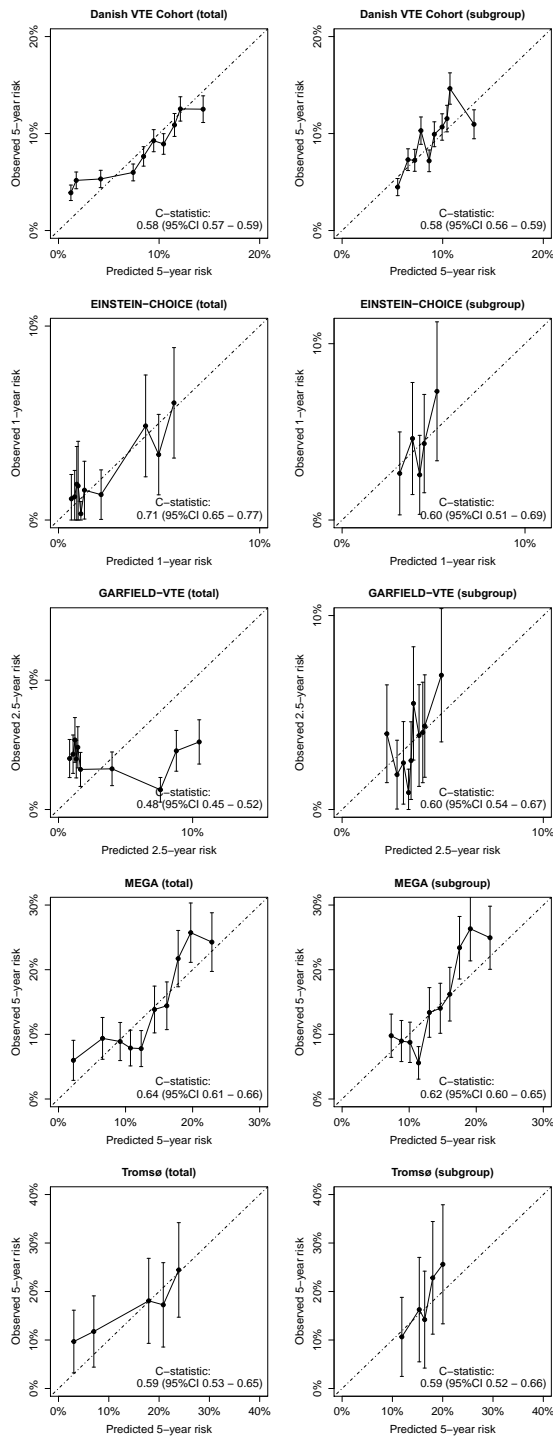 Danish VTE Cohort (total)
Observed 5−year risk
20%
10%
0%
C−statistic:
0.58 (95%CI 0.57 − 0.59)
0% 10% 20%
Predicted 5−year risk
Danish VTE Cohort (subgroup)
Observed 5−year risk
20%
10%
0%
C−statistic:
0.58 (95%CI 0.56 − 0.59)
0% 10% 20%
Predicted 5−year risk
EINSTEIN−CHOICE (total)
Observed 1−year risk
10%
0%
C−statistic:
0.71 (95%CI 0.65 − 0.77)
0% 10%
Predicted 1−year risk
EINSTEIN−CHOICE (subgroup)
Observed 1−year risk
10%
0%
C−statistic:
0.60 (95%CI 0.51 − 0.69)
0% 10%
Predicted 1−year risk
GARFIELD−VTE (total)
Observed 2.5−year risk
10%
0%
C−statistic:
0.48 (95%CI 0.45 − 0.52)
0% 10%
Predicted 2.5−year risk
GARFIELD−VTE (subgroup)
Observed 2.5−year risk
10%
0%
C−statistic:
0.60 (95%CI 0.54 − 0.67)
0% 10%
Predicted 2.5−year risk
MEGA (total)
Observed 5−year risk
30%
20%
10%
0%
C−statistic:
0.64 (95%CI 0.61 − 0.66)
0% 10% 20% 30%
Predicted 5−year risk
MEGA (subgroup)
Observed 5−year risk
30%
20%
10%
0%
C−statistic:
0.62 (95%CI 0.60 − 0.65)
0% 10% 20% 30%
Predicted 5−year risk
Tromsø (total)
Observed 5−year risk
40%
30%
20%
10%
0%
C−statistic:
0.59 (95%CI 0.53 − 0.65)
0% 10% 20% 30% 40%
Predicted 5−year risk
Tromsø (subgroup)
Observed 5−year risk
40%
30%
20%
10%
0%
C−statistic:
0.59 (95%CI 0.52 − 0.66)
0% 10% 20% 30% 40%
Predicted 5−year risk